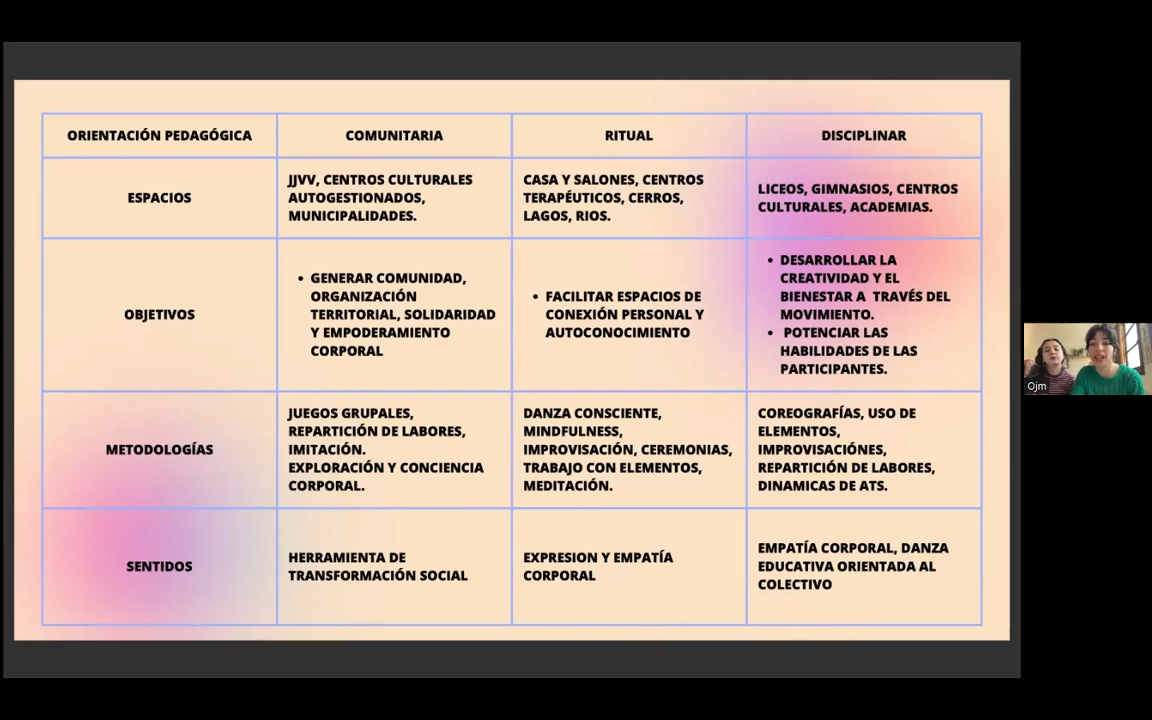 ORIENTACIÓN PEDAGÓGICA
COMUNITARIA
RITUAL
DISCIPLINAR
ESPACIOS
JJVV, CENTROS CULTURALES
AUTOGESTIONADOS,
MUNICIPALIDADES.
CASA Y SALONES, CENTROS
TERAPÉUTICOS, CERROS,
LAGOS, RIOS.
LICEOS, GIMNASIOS, CENTROS
CULTURALES, ACADEMIAS.
OBJETIVOS
• GENERAR COMUNIDAD,
ORGANIZACIÓN
TERRITORIAL, SOLIDARIDAD
Y EMPODERAMIENTO
CORPORAL
• FACILITAR ESPACIOS DE
CONEXIÓN PERSONAL Y
AUTOCONOCIMIENTO
• DESARROLLAR LA
CREATIVIDAD Y EL
BIENESTAR A TRAVÉS DEL
MOVIMIENTO.
• POTENCIAR LAS
HABILIDADES DE LAS
PARTICIPANTES.
METODOLOGÍAS
JUEGOS GRUPALES,
REPARTICIÓN DE LABORES,
IMITACIÓN.
EXPLORACIÓN Y CONCIENCIA
CORPORAL.
DANZA CONSCIENTE,
MINDFULNESS,
IMPROVISACIÓN, CEREMONIAS,
TRABAJO CON ELEMENTOS,
MEDITACIÓN.
COREOGRAFÍAS, USO DE
ELEMENTOS,
IMPROVISACIÓNES,
REPARTICIÓN DE LABORES,
DINAMICAS DE ATS.
SENTIDOS
HERRAMIENTA DE
TRANSFORMACIÓN SOCIAL
EXPRESION Y EMPATÍA
CORPORAL
EMPATÍA CORPORAL, DANZA
EDUCATIVA ORIENTADA AL
COLECTIVO
Ojm